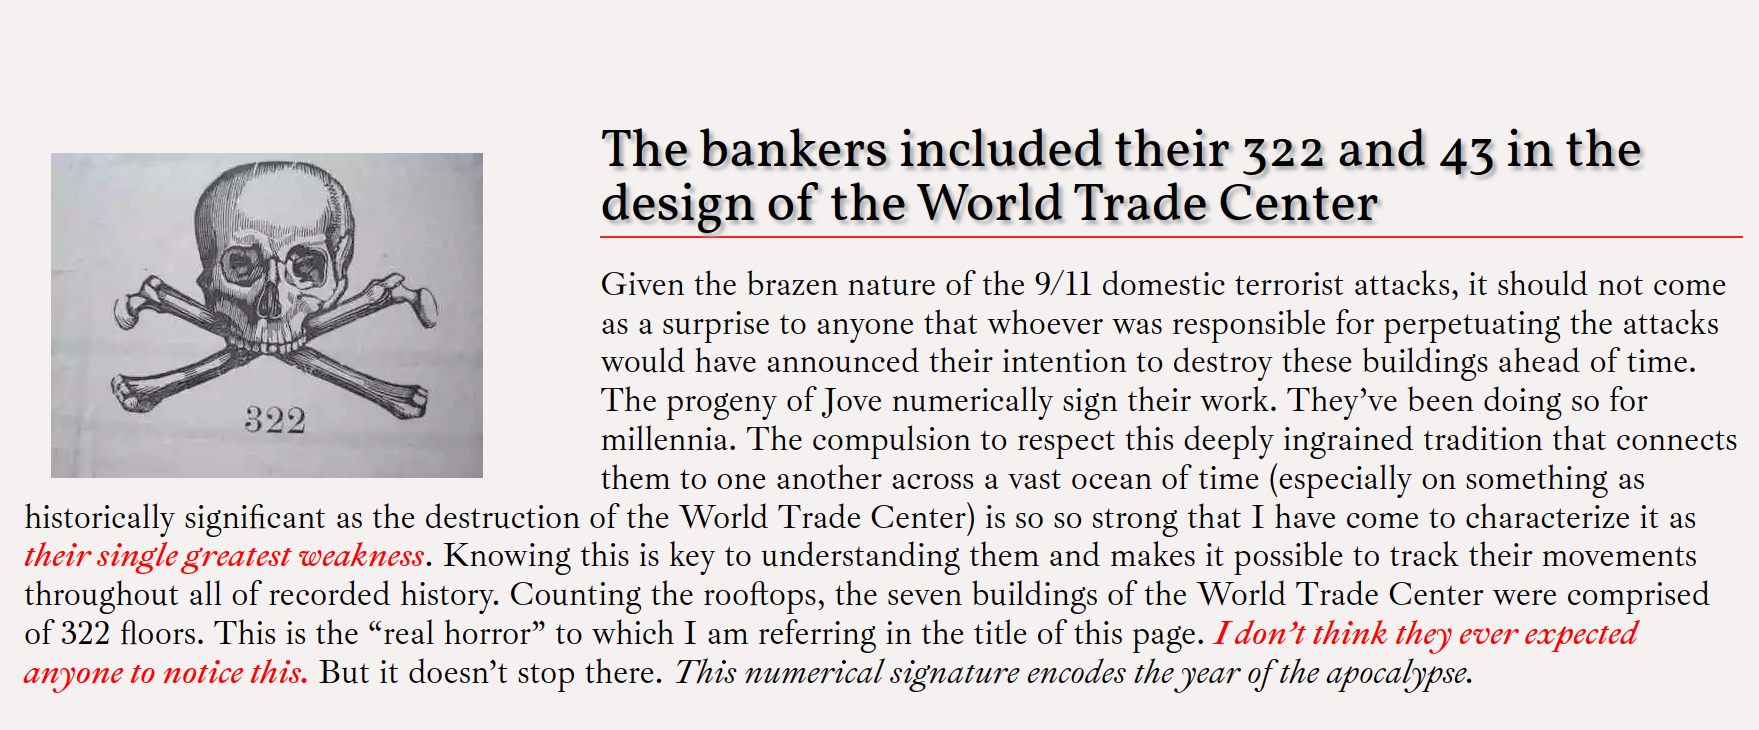 The bankers included their 322 and 43 in the
design of the World Trade Center
322
Given the brazen nature of the 9/11 domestic terrorist attacks, it should not come
as a surprise to anyone that whoever was responsible for perpetuating the attacks
would have announced their intention to destroy these buildings ahead of time.
The progeny of Jove numerically sign their work. They’ve been doing so for
millennia. The compulsion to respect this deeply ingrained tradition that connects
them to one another across a vast ocean of time (especially on something as
historically significant as the destruction of the World Trade Center) is so so strong that I have come to characterize it as
their single greatest weakness. Knowing this is key to understanding them and makes it possible to track their movements
throughout all of recorded history. Counting the rooftops, the seven buildings of the World Trade Center were comprised
of 322 floors. This is the “real horror” to which I am referring in the title of this page. I don’t think they ever expected
anyone to notice this. But it doesn’t stop there. This numerical signature encodes the year of the apocalypse.